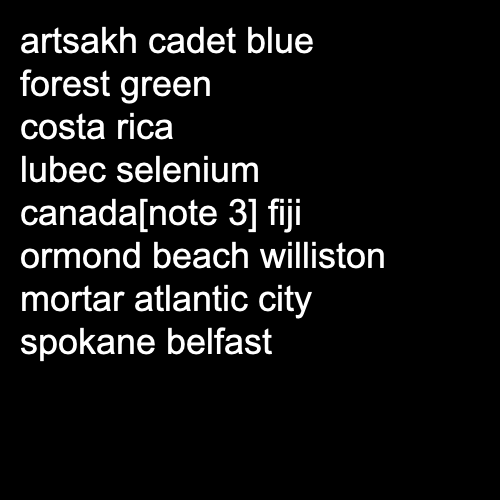 artsakh cadet blue
forest green
costa rica
lubec selenium
canada[note 3] fiji
ormond beach williston
mortar atlantic city
spokane belfast